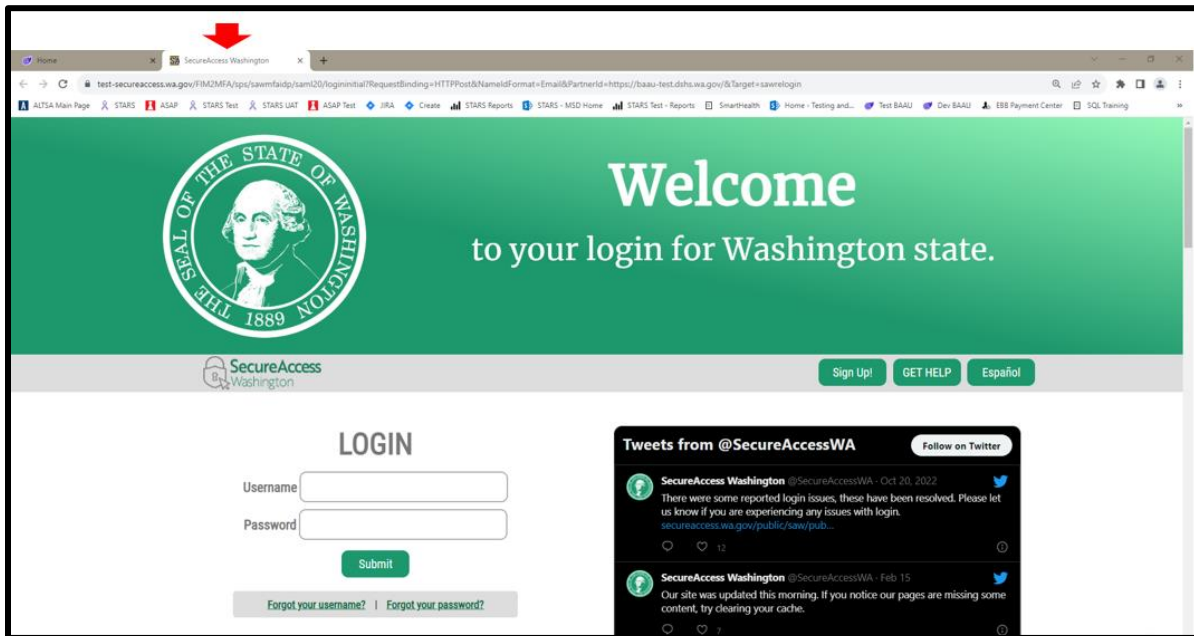 Home
SecureAccess Washington
test-secureaccess.wa.gov/FIM2MFA/sps/sawmfaidp/saml20/logininitial?RequestBinding=HTTPPost&NameIdFormat=Email&PartnerId=https://baau-test.dshs.wa.gov/&Target=sawrelogin
ALTSA Main Page STARS ASAP STARS Test STARS UAT ASAP Test JIRA Create STARS Reports STARS - MSD Home STARS Test - Reports SmartHealth Home - Testing and... Test BAAU Dev BAAU EBB Payment Center SQL Training »
THE SEAL OF THE STATE OF WASHINGTON
1889
Welcome
to your login for Washington state.
SecureAccess
Washington
Sign Up! GET HELP Español
LOGIN
Username
Password
Submit
Forgot your username? | Forgot your password?
Tweets from @SecureAccessWA Follow on Twitter
SecureAccess Washington @SecureAccessWA · Oct 20, 2022
There were some reported login issues, these have been resolved. Please let
us know if you are experiencing any issues with login.
secureaccess.wa.gov/public/saw/pub...
12
SecureAccess Washington @SecureAccessWA · Feb 15
Our site was updated this morning. If you notice our pages are missing some
content, try clearing your cache.
7